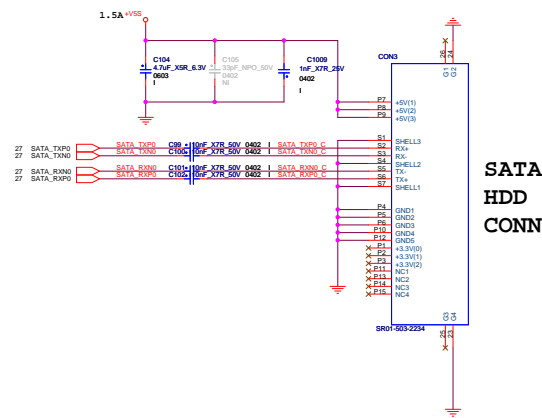 1.5A +V5S
C104
4.7uF_X5R_6.3V
0603
I
C105
33pF_NPO_50V
0402
NI
C1009
1nF_X7R_25V
0402
I
CON3
26
24
G1
G2
P7 +5V(1)
P8 +5V(2)
P9 +5V(3)
S1 SHELL3
S2 RX+
S3 RX-
S4 SHELL2
S5 TX-
S6 TX+
S7 SHELL1
P4 GND1
P5 GND2
P6 GND3
P10 GND4
P12 GND5
P1 +3.3V(0)
P2 +3.3V(1)
P3 +3.3V(2)
P11 NC1
P13 NC2
P14 NC3
P15 NC4
27 SATA_TXP0 SATA_TXP0 C99 10nF_X7R_50V 0402 I SATA_TXP0_C
27 SATA_TXN0 SATA_TXN0 C100 10nF_X7R_50V 0402 I SATA_TXN0_C
27 SATA_RXN0 SATA_RXN0 C101 10nF_X7R_50V 0402 I SATA_RXN0_C
27 SATA_RXP0 SATA_RXP0 C102 10nF_X7R_50V 0402 I SATA_RXP0_C
SATA
HDD
CONN
G3
G4
25
23
SR01-503-2234